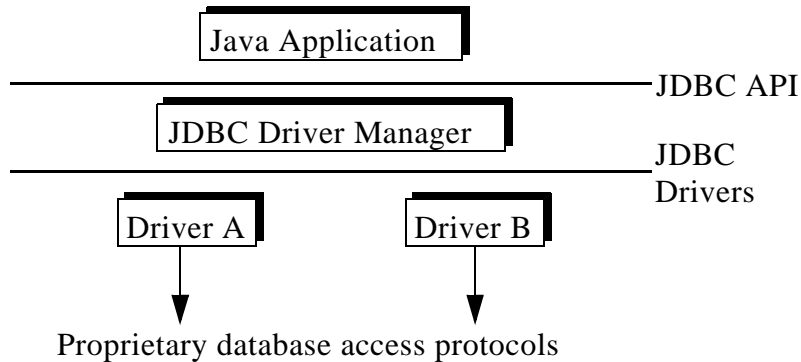 Java Application
JDBC API
JDBC Driver Manager
JDBC
Drivers
Driver A
Driver B
Proprietary database access protocols